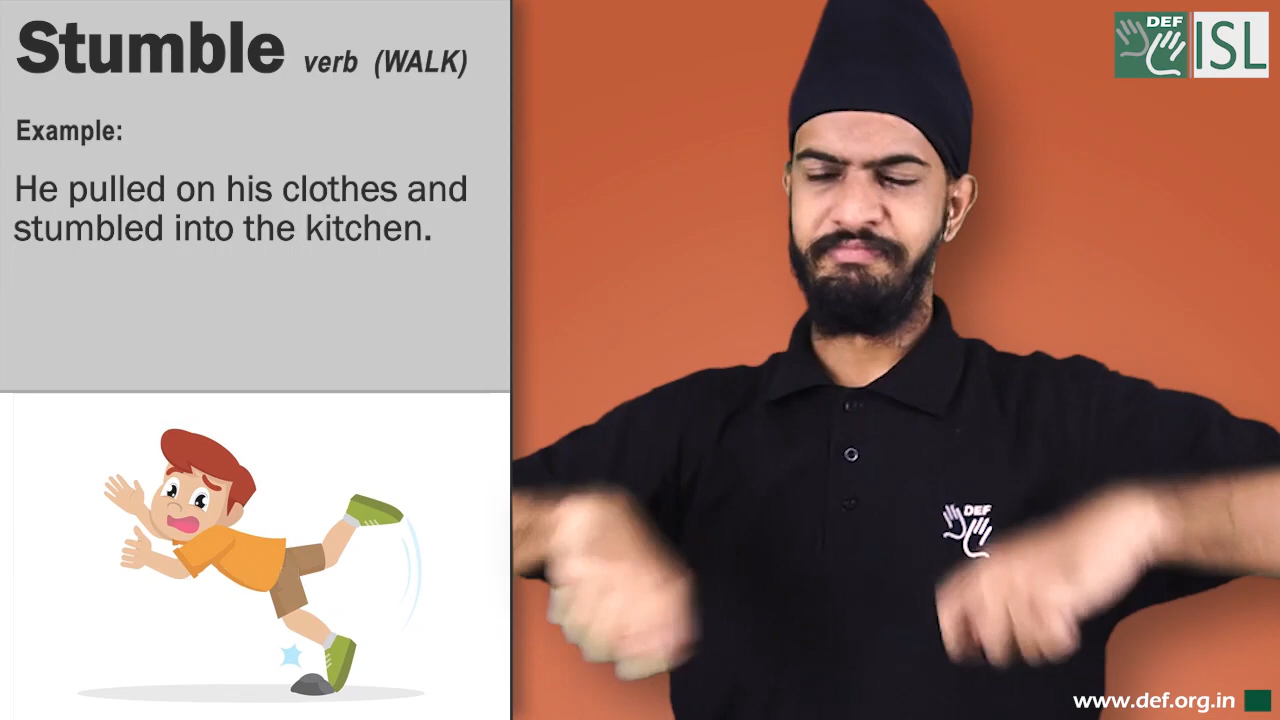 Stumble verb (WALK)
Example:
He pulled on his clothes and
stumbled into the kitchen.
DEF
ISL
DEF
www.def.org.in